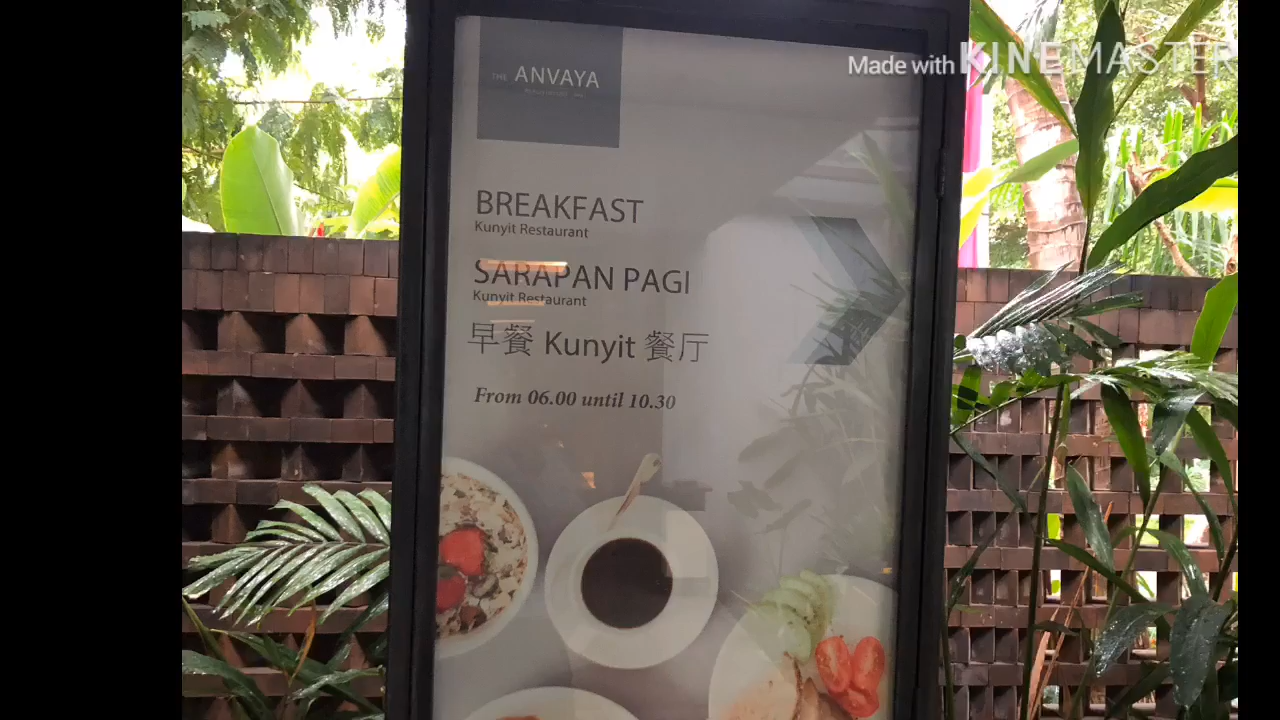 Made with KINEMASTER
THE ANVAYA
BREAKFAST
Kunyit Restaurant
SARAPAN PAGI
Kunyit Restaurant
早餐 Kunyit 餐厅
From 06.00 until 10.30